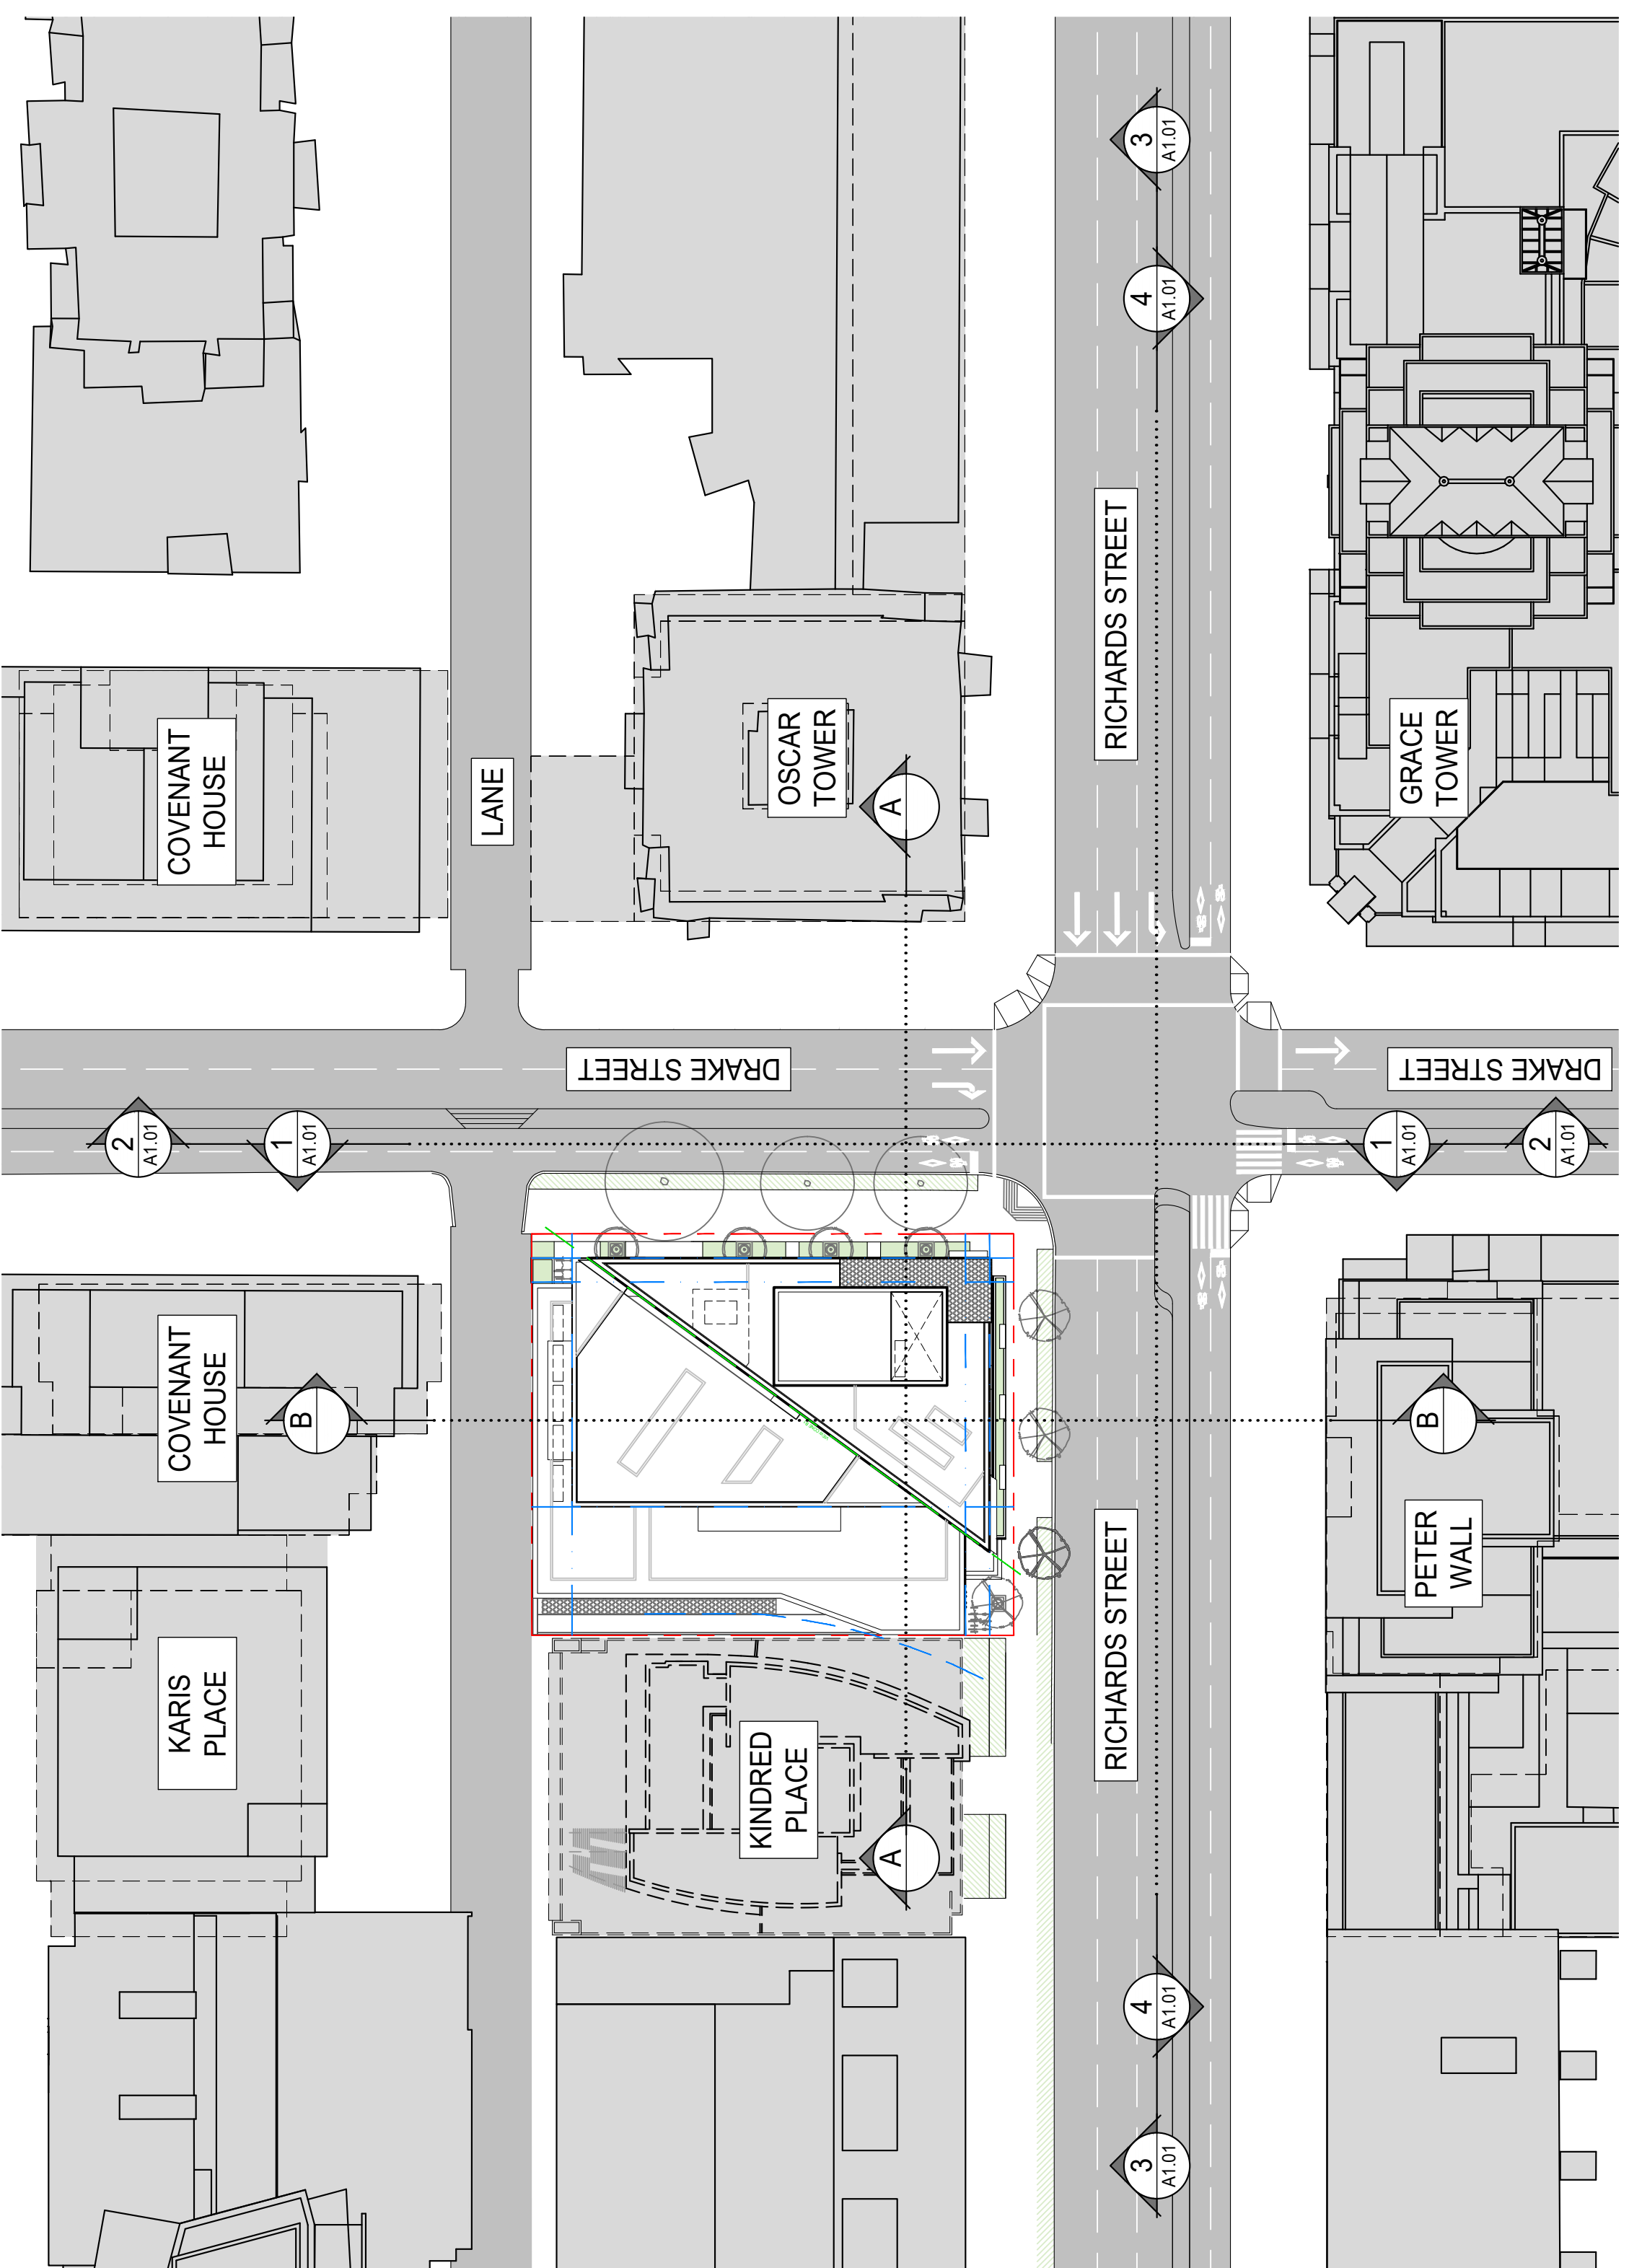 3
A1.01
4
A1.01
RICHARDS STREET
COVENANT
HOUSE
LANE
OSCAR
TOWER
A
GRACE
TOWER
DRAKE STREET
DRAKE STREET
2
A1.01
1
A1.01
1
A1.01
2
A1.01
COVENANT
HOUSE
B
B
PETER
WALL
RICHARDS STREET
KARIS
PLACE
KINDRED
PLACE
A
4
A1.01
3
A1.01